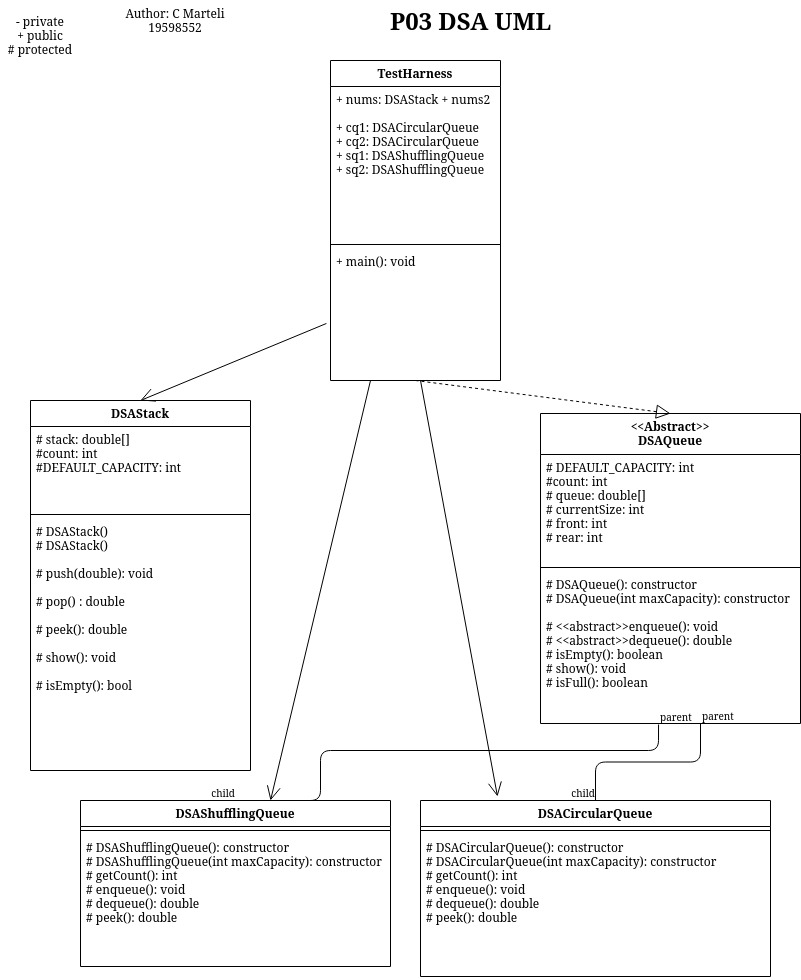 - private
+ public
# protected
Author: C Marteli
19598552
P03 DSA UML
TestHarness
+ nums: DSAStack + nums2
+ cq1: DSACircularQueue
+ cq2: DSACircularQueue
+ sq1: DSAShufflingQueue
+ sq2: DSAShufflingQueue
+ main(): void
DSAStack
# stack: double[]
#count: int
#DEFAULT_CAPACITY: int
# DSAStack()
# DSAStack()
# push(double): void
# pop() : double
# peek(): double
# show(): void
# isEmpty(): bool
<<Abstract>>
DSAQueue
# DEFAULT_CAPACITY: int
#count: int
# queue: double[]
# currentSize: int
# front: int
# rear: int
# DSAQueue(): constructor
# DSAQueue(int maxCapacity): constructor
# <<abstract>>enqueue(): void
# <<abstract>>dequeue(): double
# isEmpty(): boolean
# show(): void
# isFull(): boolean
parent
parent
child
child
DSAShufflingQueue
# DSAShufflingQueue(): constructor
# DSAShufflingQueue(int maxCapacity): constructor
# getCount(): int
# enqueue(): void
# dequeue(): double
# peek(): double
DSACircularQueue
# DSACircularQueue(): constructor
# DSACircularQueue(int maxCapacity): constructor
# getCount(): int
# enqueue(): void
# dequeue(): double
# peek(): double